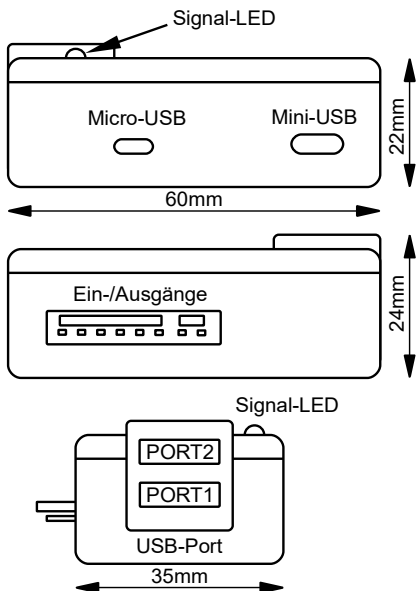 Signal-LED
Micro-USB
Mini-USB
22mm
60mm
Ein-/Ausgänge
24mm
Signal-LED
PORT2
PORT1
USB-Port
35mm